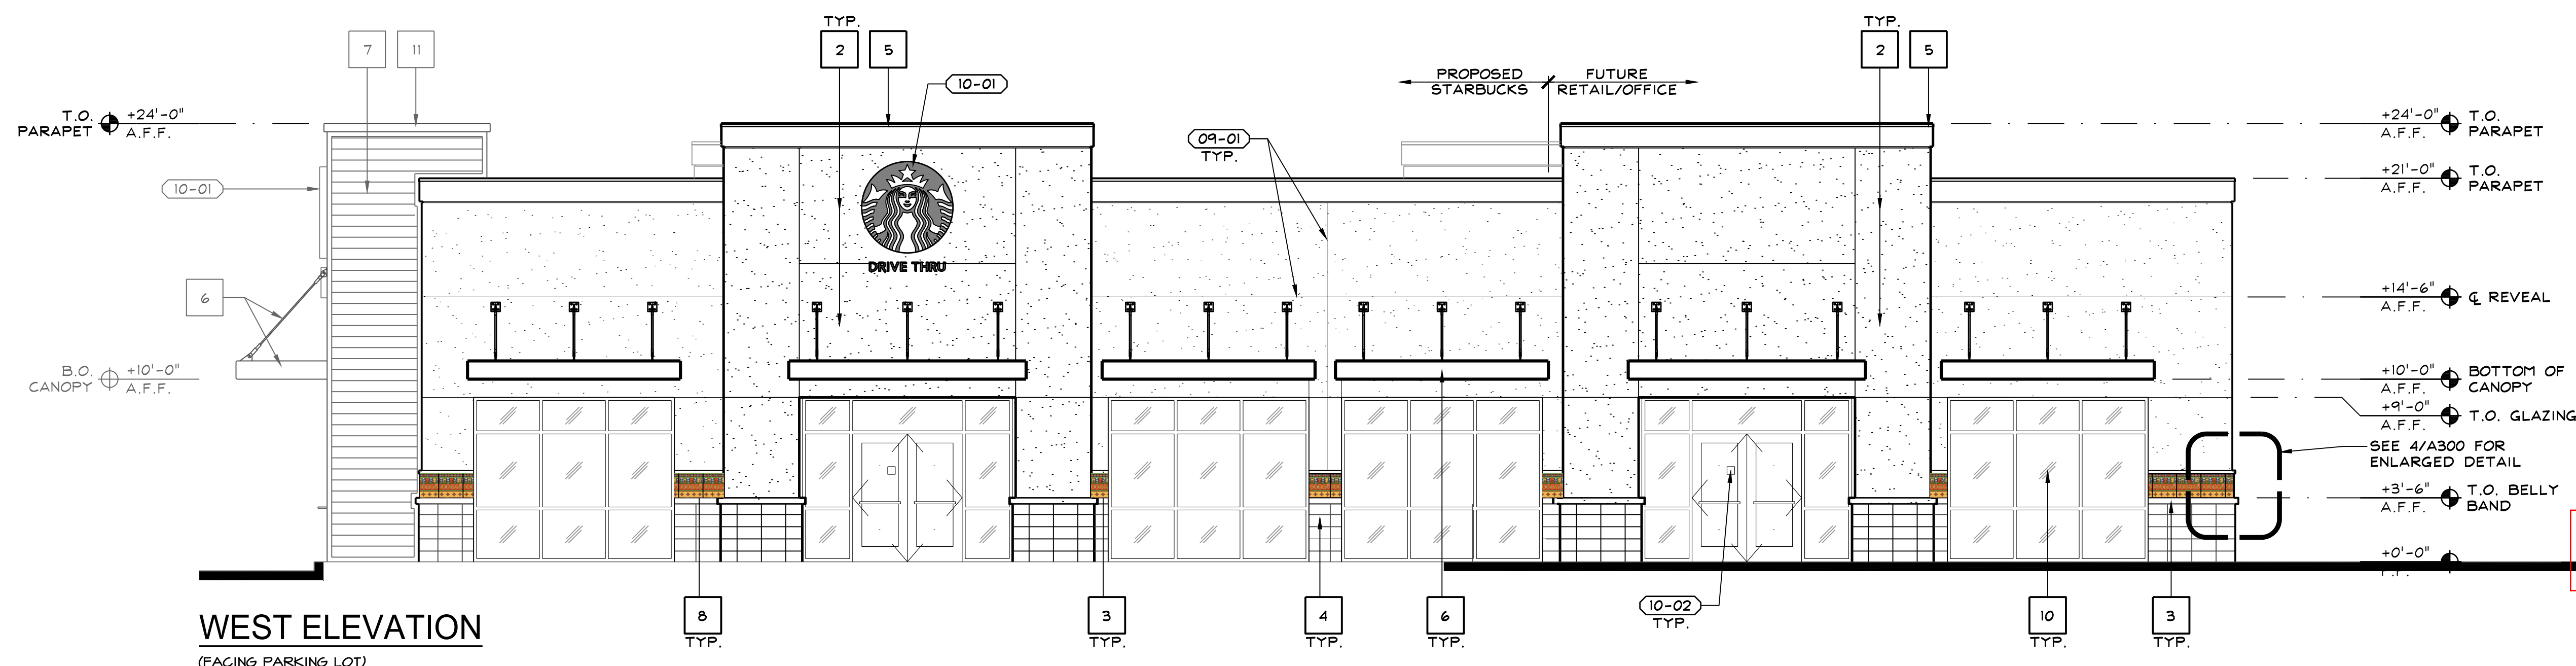 TYP.
2
5
TYP.
2
5
7
11
10-01
PROPOSED
STARBUCKS
FUTURE
RETAIL/OFFICE
T.O.
PARAPET
+24'-0"
A.F.F.
09-01
TYP.
+24'-0"
A.F.F.
T.O.
PARAPET
10-01
+21'-0"
A.F.F.
T.O.
PARAPET
DRIVE THRU
6
+14'-6"
A.F.F.
℄ REVEAL
B.O.
CANOPY
+10'-0"
A.F.F.
+10'-0"
A.F.F.
BOTTOM OF
CANOPY
+9'-0"
A.F.F.
T.O. GLAZING
SEE 4/A300 FOR
ENLARGED DETAIL
+3'-6"
A.F.F.
T.O. BELLY
BAND
+0'-0"
8
TYP.
3
TYP.
4
TYP.
6
TYP.
10-02
TYP.
10
TYP.
3
TYP.
WEST ELEVATION
(FACING PARKING LOT)